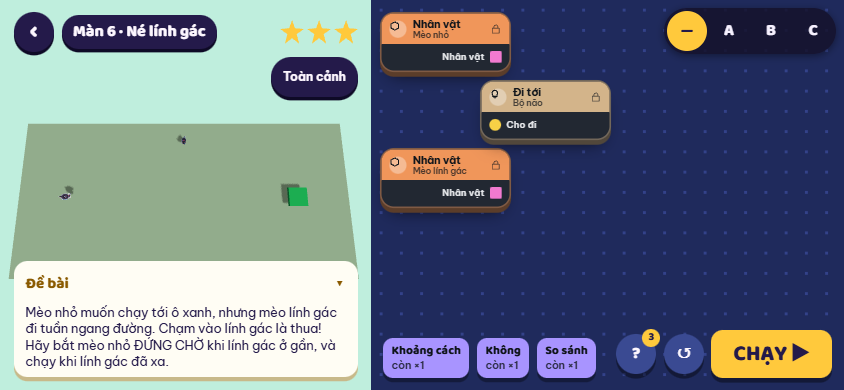 Màn 6 · Né lính gác
Toàn cảnh
Đề bài
Mèo nhỏ muốn chạy tới ô xanh, nhưng mèo lính gác
đi tuần ngang đường. Chạm vào lính gác là thua!
Hãy bắt mèo nhỏ ĐỨNG CHỜ khi lính gác ở gần, và
chạy khi lính gác đã xa.
Nhân vật
Mèo nhỏ
Nhân vật
Đi tới
Bộ não
Cho đi
Nhân vật
Mèo lính gác
Nhân vật
– A B C
Khoảng cách
còn ×1
Không
còn ×1
So sánh
còn ×1
?
3
CHẠY